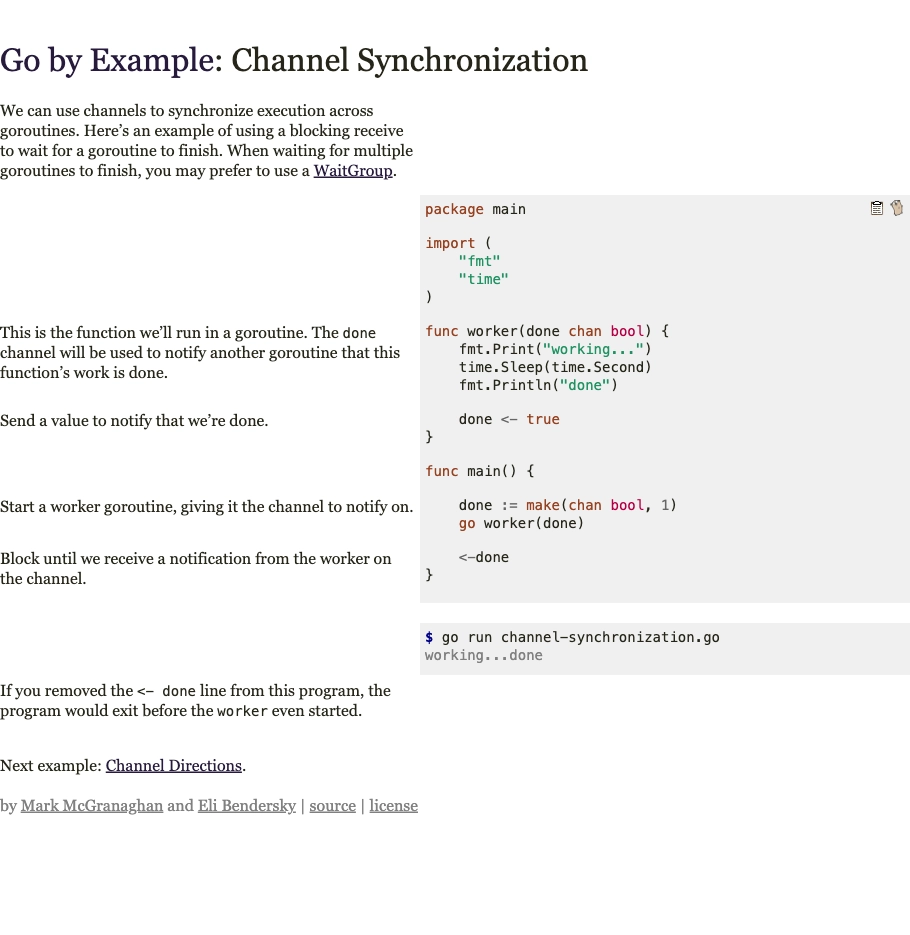 Go by Example: Channel Synchronization
We can use channels to synchronize execution across
goroutines. Here’s an example of using a blocking receive
to wait for a goroutine to finish. When waiting for multiple
goroutines to finish, you may prefer to use a WaitGroup.
package main
import (
    "fmt"
    "time"
)
This is the function we’ll run in a goroutine. The done
channel will be used to notify another goroutine that this
function’s work is done.
func worker(done chan bool) {
    fmt.Print("working...")
    time.Sleep(time.Second)
    fmt.Println("done")
Send a value to notify that we’re done.
    done <- true
}
func main() {
Start a worker goroutine, giving it the channel to notify on.
    done := make(chan bool, 1)
    go worker(done)
Block until we receive a notification from the worker on
the channel.
    <-done
}
$ go run channel-synchronization.go
working...done
If you removed the <- done line from this program, the
program would exit before the worker even started.
Next example: Channel Directions.
by Mark McGranaghan and Eli Bendersky | source | license